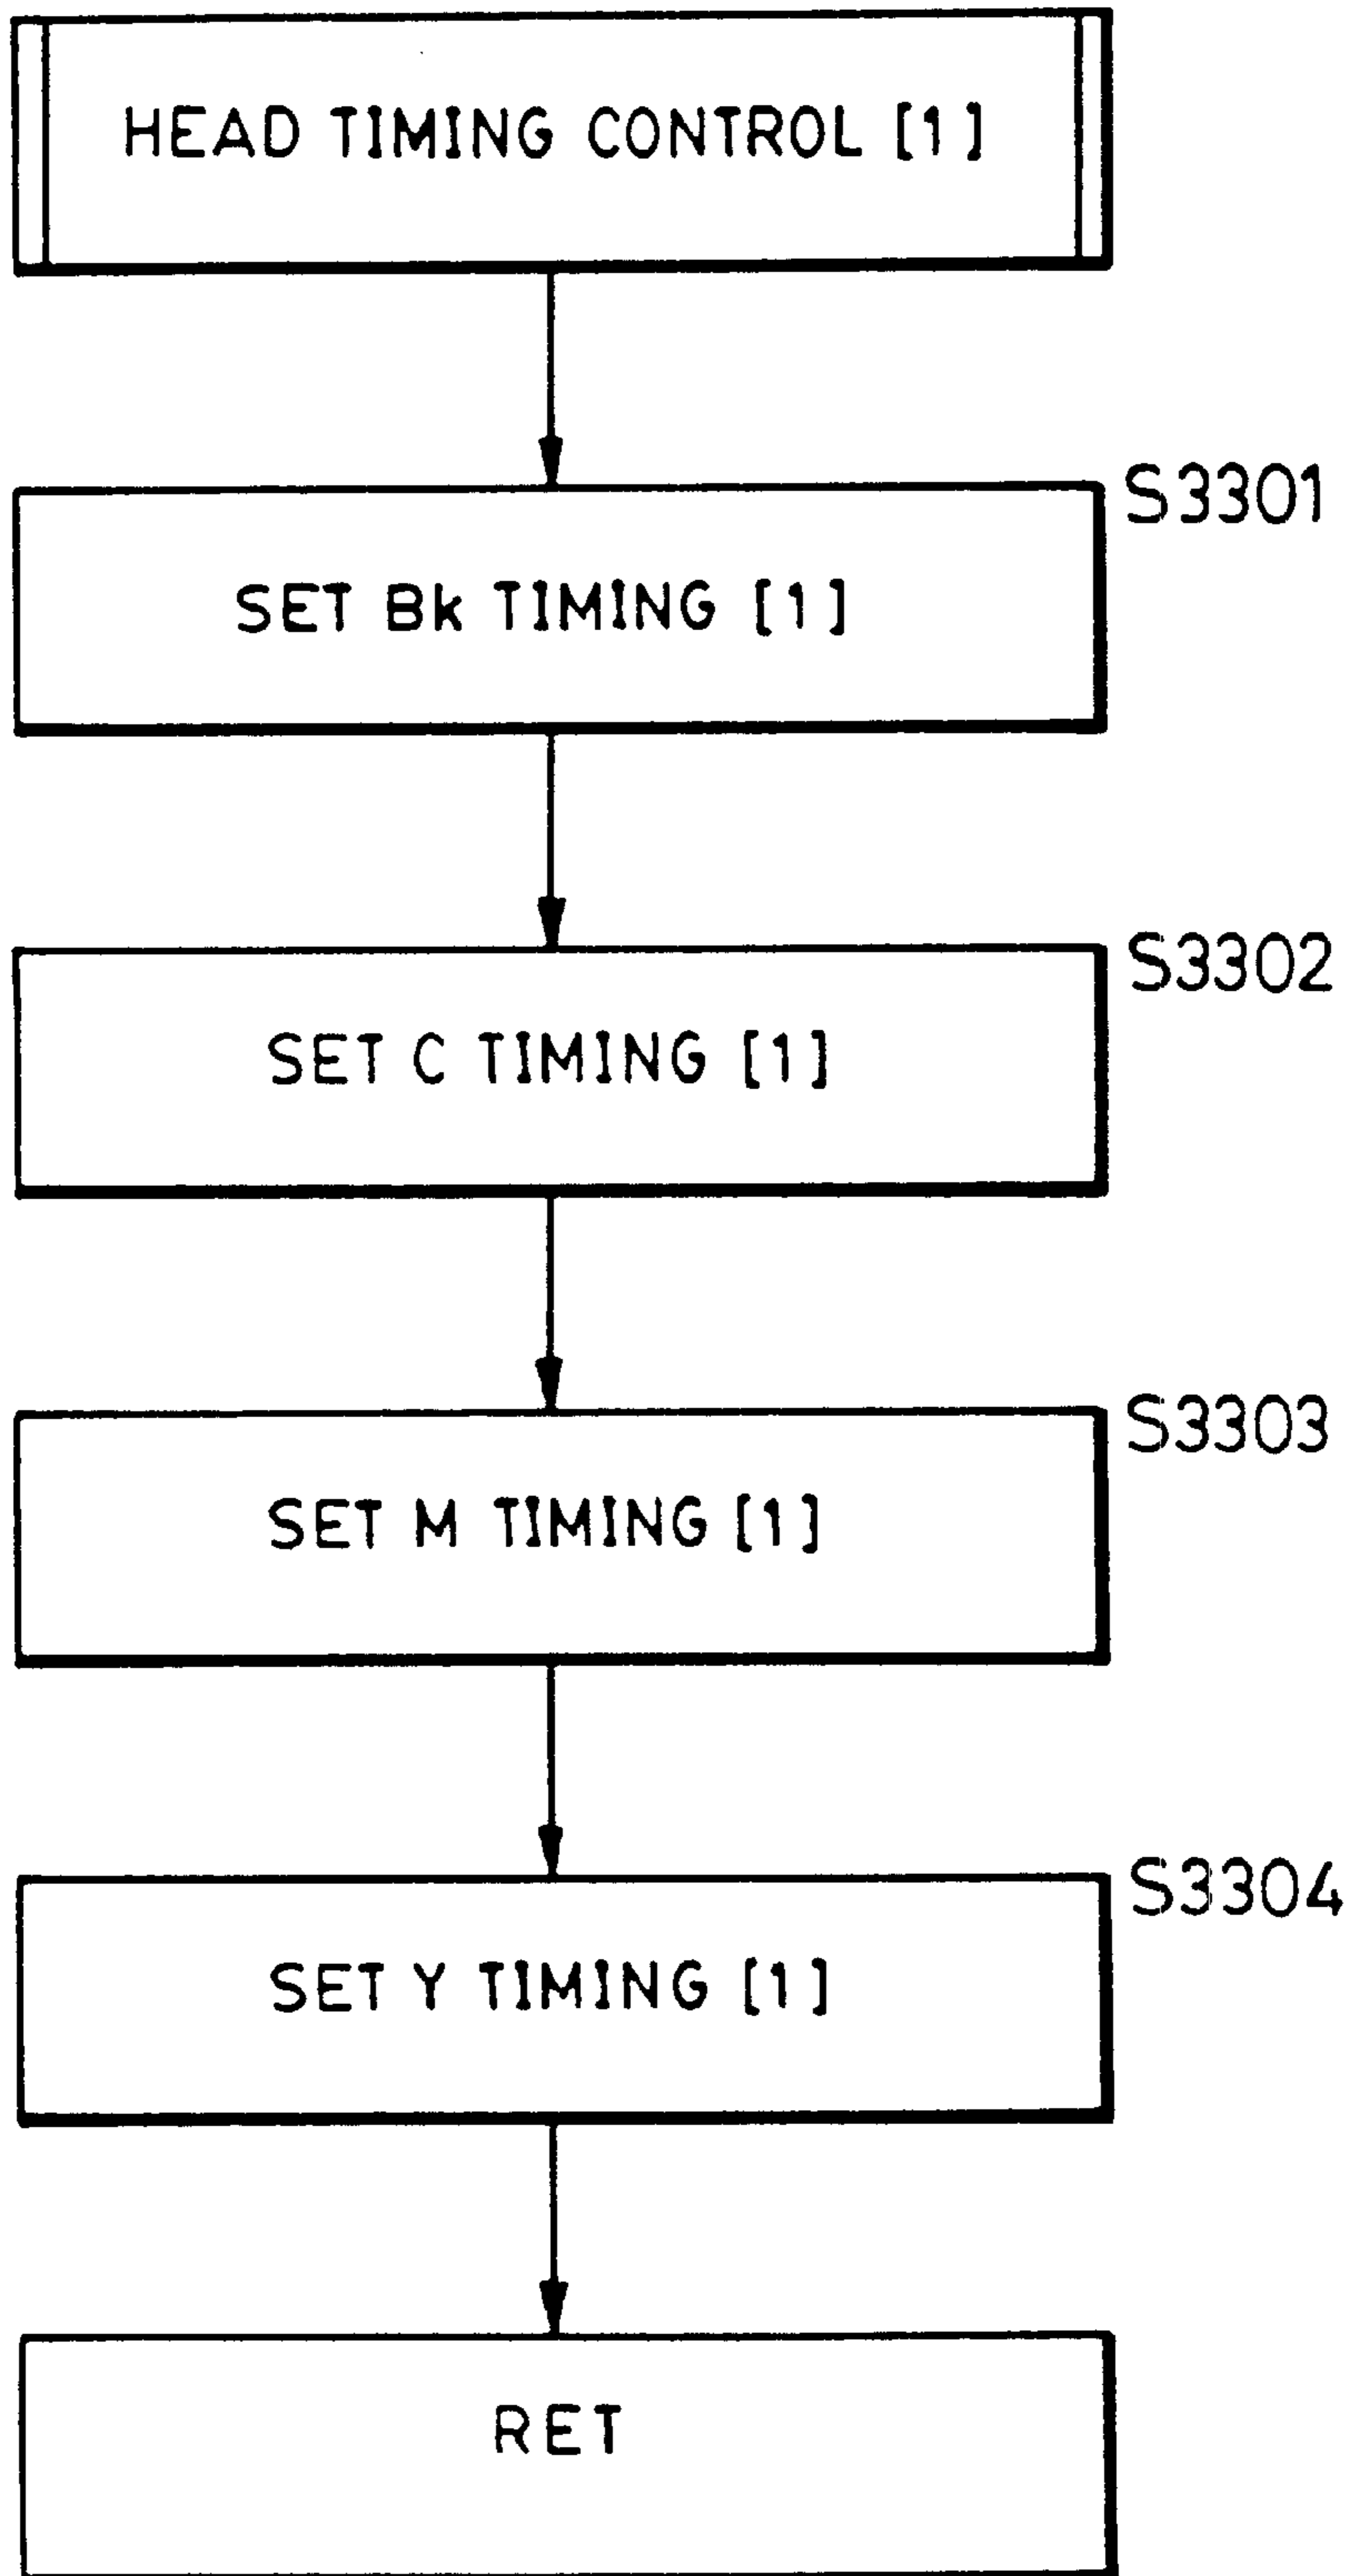 HEAD TIMING CONTROL [1]
S3301
SET Bk TIMING [1]
S3302
SET C TIMING [1]
S3303
SET M TIMING [1]
S3304
SET Y TIMING [1]
RET